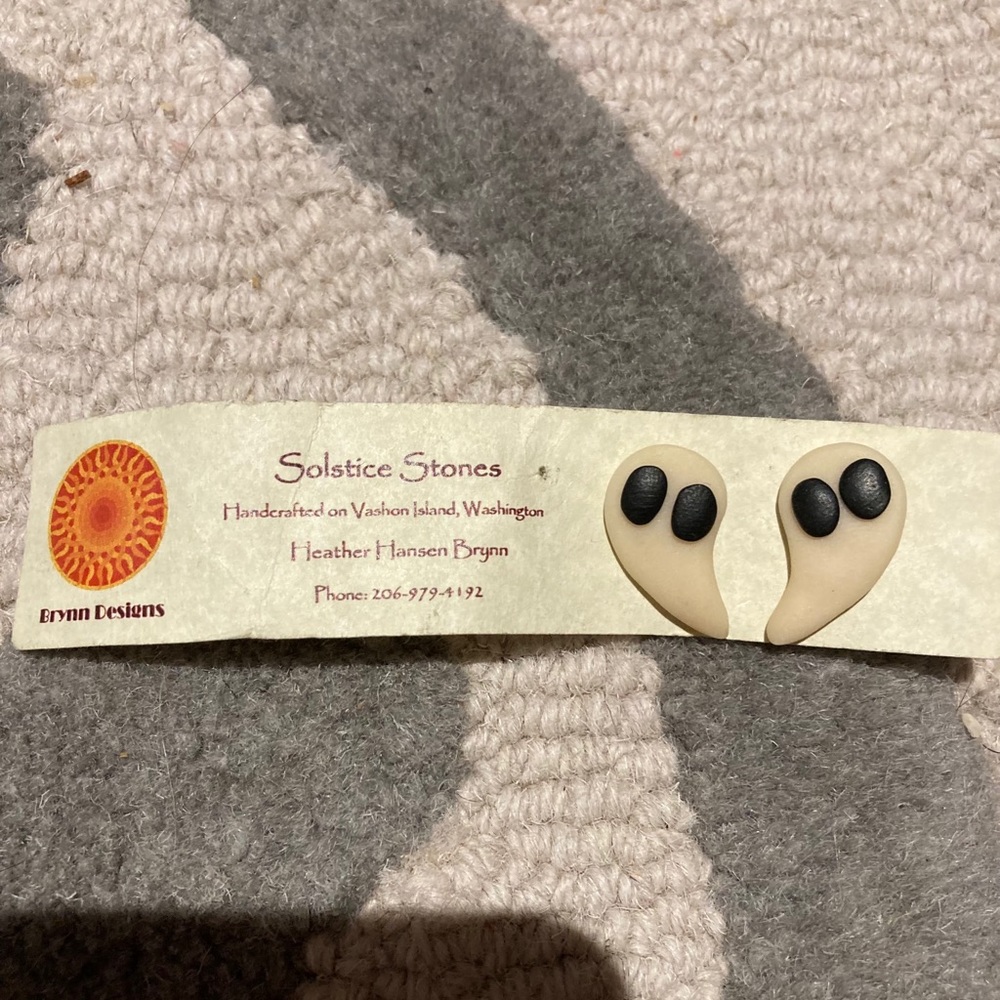 Solstice Stones
Handcrafted on Vashon Island, Washington
Heather Hansen Brynn
Phone: 206-979-4192
Brynn Designs